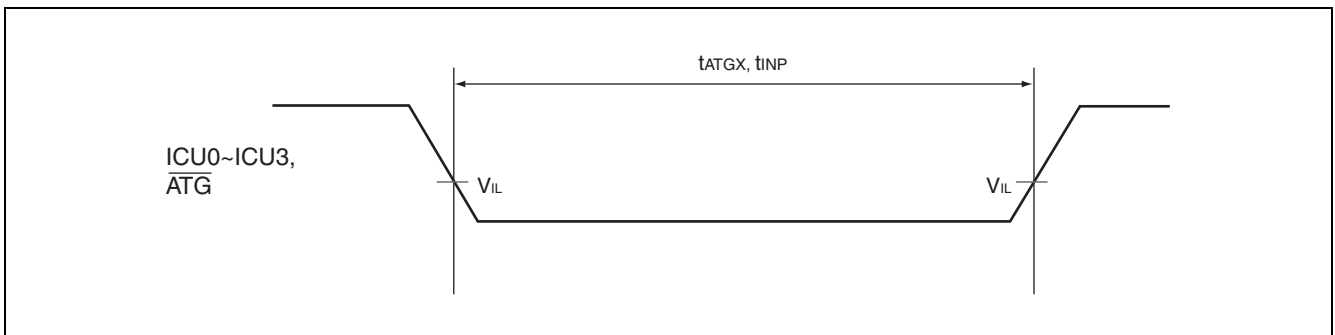 tATGX, tINP
ICU0~ICU3,
ATG
VIL
VIL